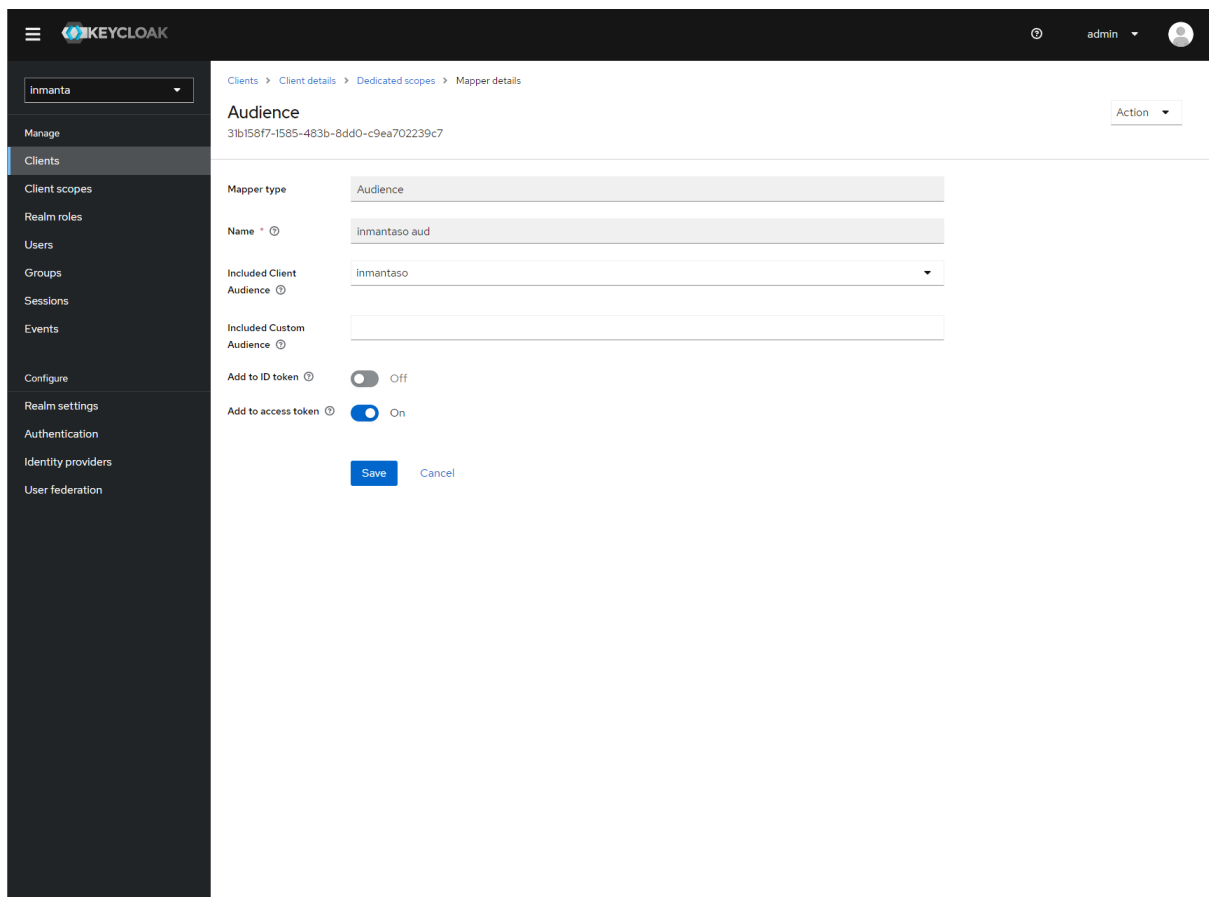 KEYCLOAK
admin
inmanta
Manage
Clients
Client scopes
Realm roles
Users
Groups
Sessions
Events
Configure
Realm settings
Authentication
Identity providers
User federation
Clients > Client details > Dedicated scopes > Mapper details
Audience
31b158f7-1585-483b-8dd0-c9ea702239c7
Action
Mapper type
Audience
Name *
inmantaso aud
Included Client
Audience
inmantaso
Included Custom
Audience
Add to ID token
Off
Add to access token
On
Save
Cancel